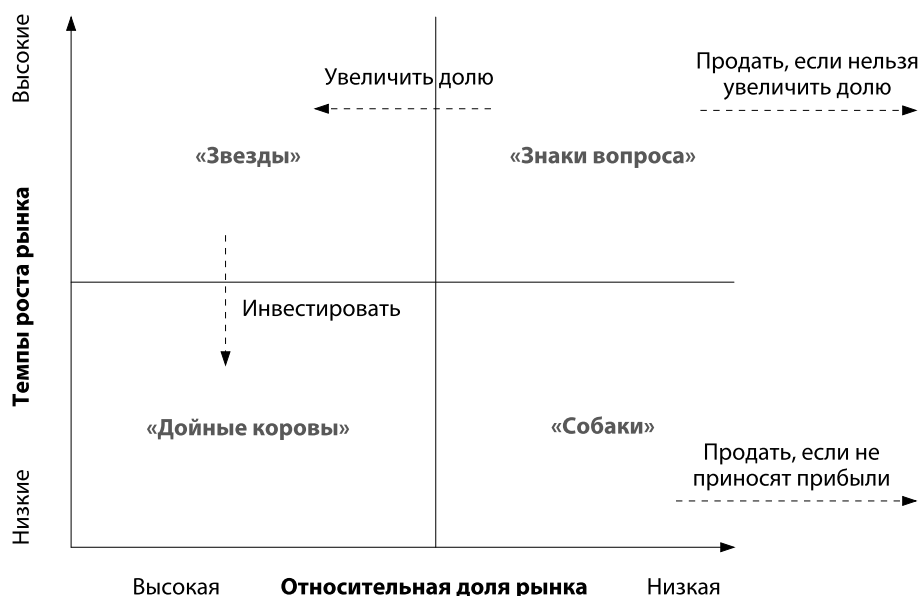 Высокие
Темпы роста рынка
Низкие
Увеличить долю
Продать, если нельзя
увеличить долю
«Звезды»
«Знаки вопроса»
Инвестировать
«Дойные коровы»
«Собаки»
Продать, если не
приносят прибыли
Высокая
Относительная доля рынка
Низкая